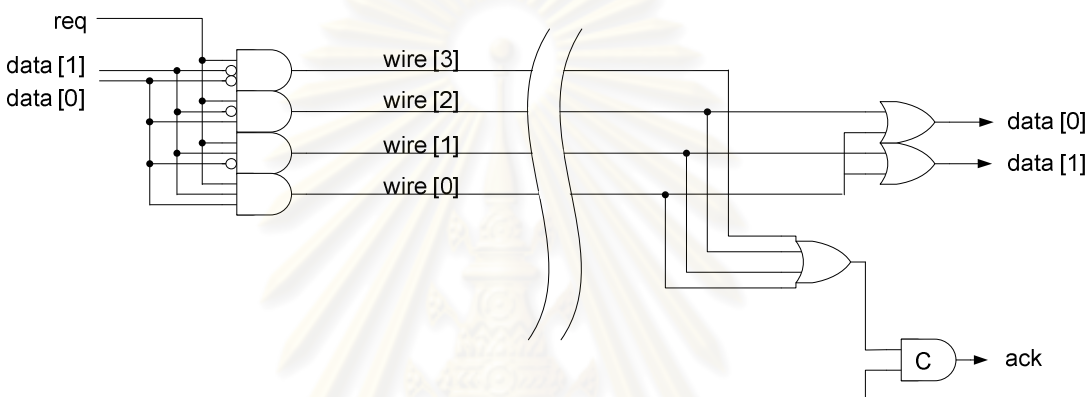 req
data [1]
data [0]
wire [3]
wire [2]
wire [1]
wire [0]
data [0]
data [1]
C
ack